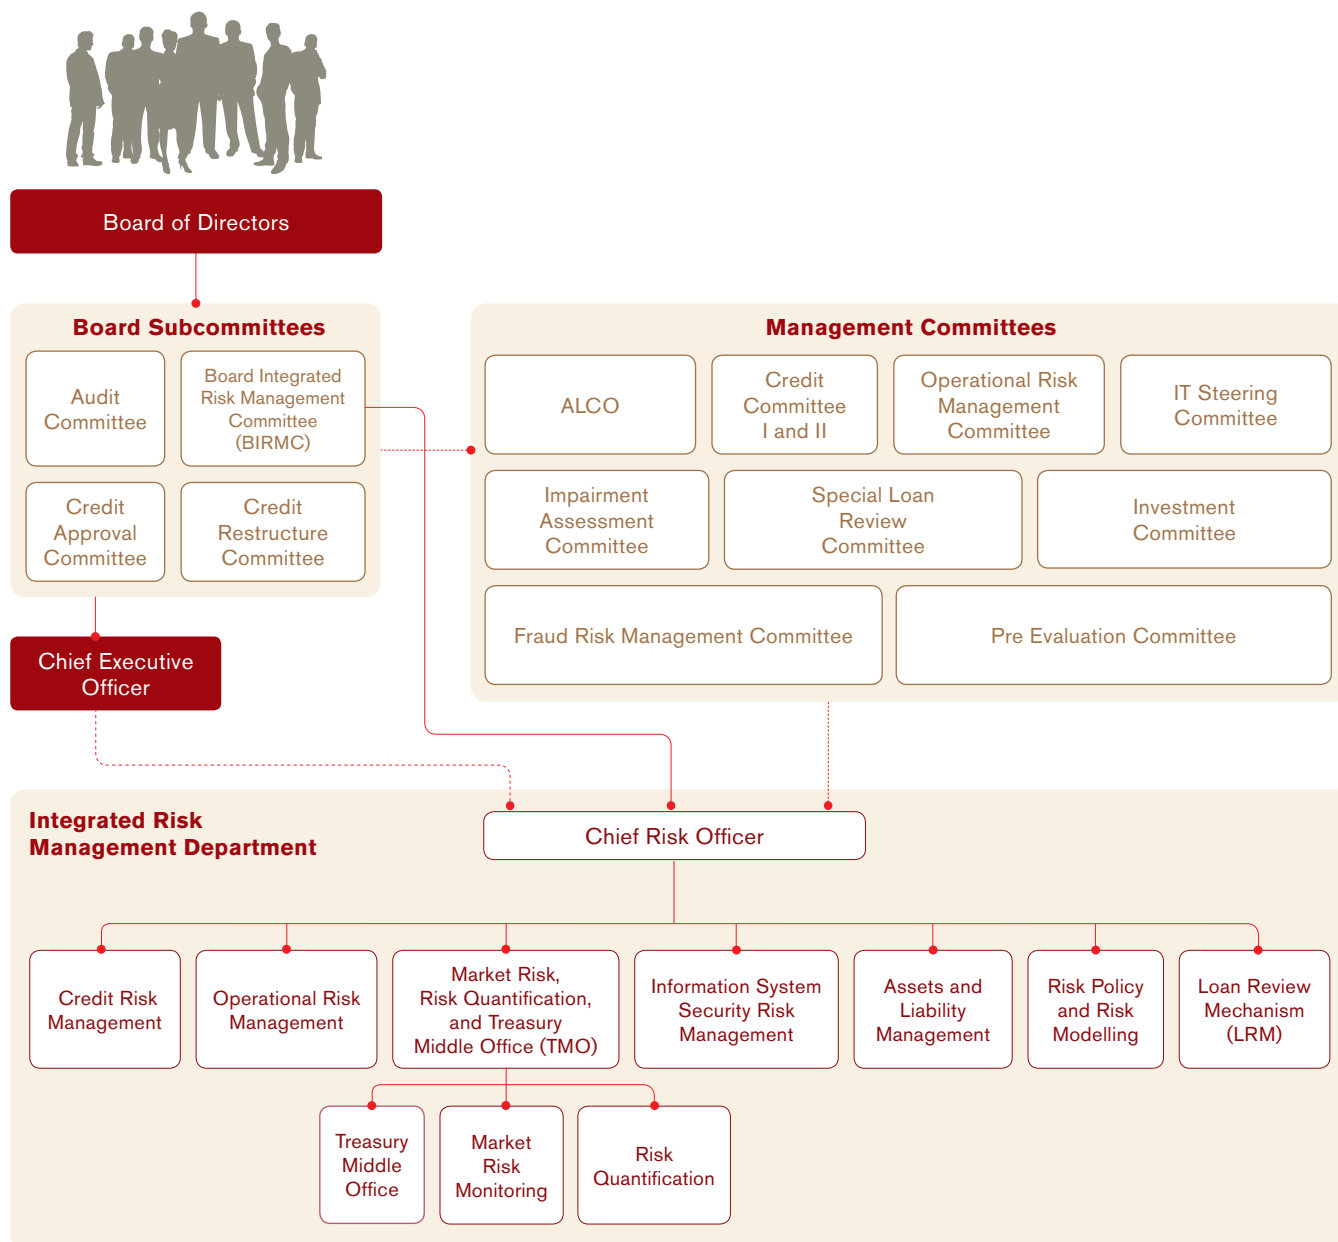 Board of Directors
Board Subcommittees
Audit
Committee
Board Integrated
Risk Management
Committee
(BIRMC)
Credit
Approval
Committee
Credit
Restructure
Committee
Management Committees
ALCO
Credit
Committee
I and II
Operational Risk
Management
Committee
IT Steering
Committee
Impairment
Assessment
Committee
Special Loan
Review
Committee
Investment
Committee
Fraud Risk Management Committee
Pre Evaluation Committee
Chief Executive
Officer
Integrated Risk
Management Department
Chief Risk Officer
Credit Risk
Management
Operational Risk
Management
Market Risk,
Risk Quantification,
and Treasury
Middle Office (TMO)
Information System
Security Risk
Management
Assets and
Liability
Management
Risk Policy
and Risk
Modelling
Loan Review
Mechanism
(LRM)
Treasury
Middle
Office
Market
Risk
Monitoring
Risk
Quantification